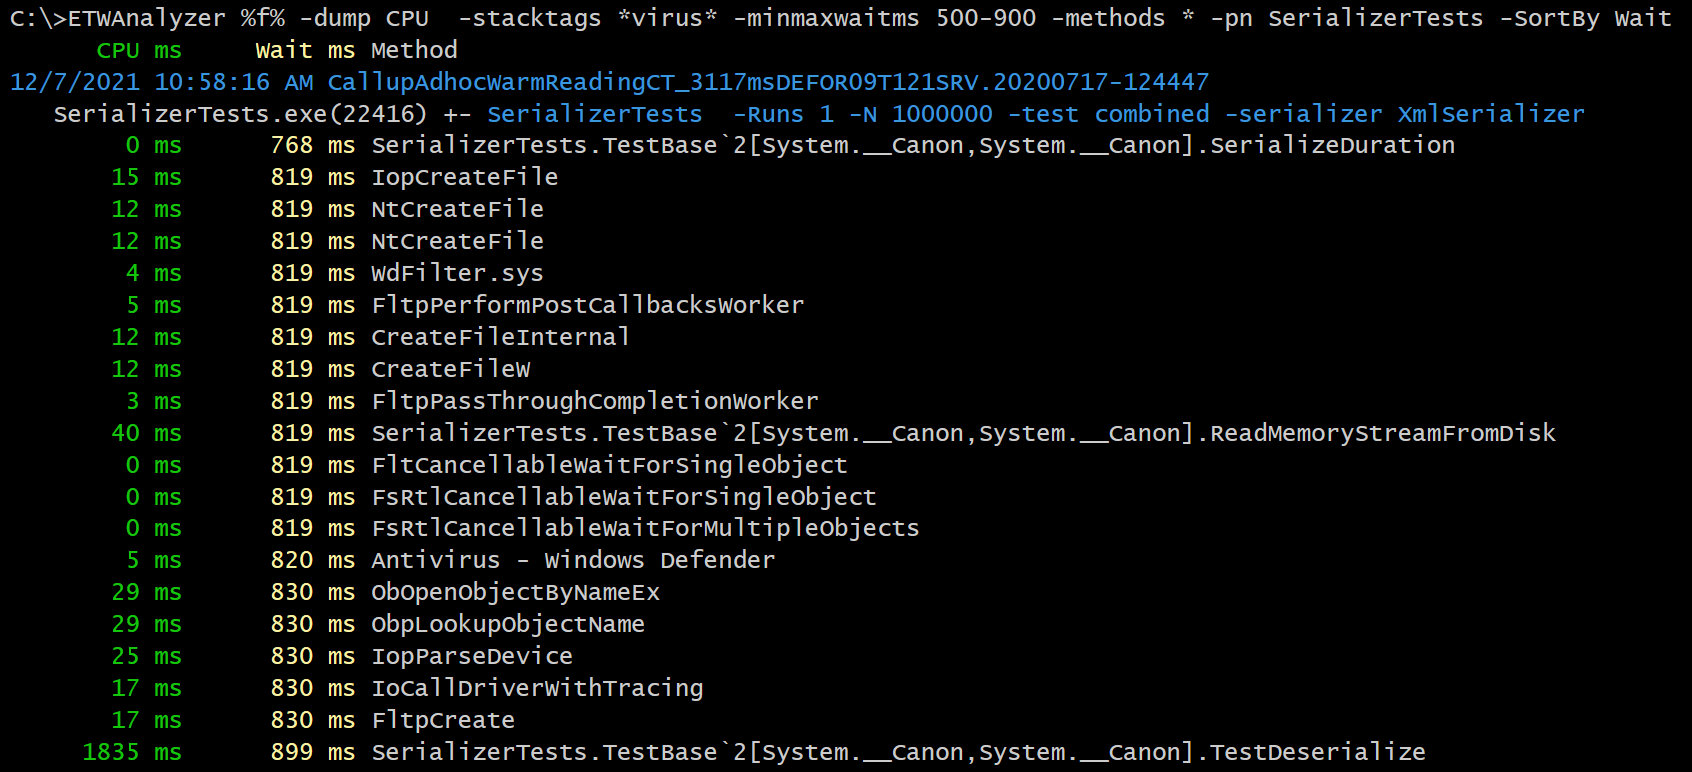 C:\>ETWAnalyzer %f% -dump CPU  -stacktags *virus* -minmaxwaitms 500-900 -methods * -pn SerializerTests -SortBy Wait
CPU ms     Wait ms Method
12/7/2021 10:58:16 AM CallupAdhocWarmReadingCT_3117msDEFOR09T121SRV.20200717-124447
SerializerTests.exe(22416) +- SerializerTests  -Runs 1 -N 1000000 -test combined -serializer XmlSerializer
0 ms      768 ms SerializerTests.TestBase`2[System.__Canon,System.__Canon].SerializeDuration
15 ms      819 ms IopCreateFile
12 ms      819 ms NtCreateFile
12 ms      819 ms NtCreateFile
4 ms      819 ms WdFilter.sys
5 ms      819 ms FltpPerformPostCallbacksWorker
12 ms      819 ms CreateFileInternal
12 ms      819 ms CreateFileW
3 ms      819 ms FltpPassThroughCompletionWorker
40 ms      819 ms SerializerTests.TestBase`2[System.__Canon,System.__Canon].ReadMemoryStreamFromDisk
0 ms      819 ms FltCancellableWaitForSingleObject
0 ms      819 ms FsRtlCancellableWaitForSingleObject
0 ms      819 ms FsRtlCancellableWaitForMultipleObjects
5 ms      820 ms Antivirus - Windows Defender
29 ms      830 ms ObOpenObjectByNameEx
29 ms      830 ms ObpLookupObjectName
25 ms      830 ms IopParseDevice
17 ms      830 ms IoCallDriverWithTracing
17 ms      830 ms FltpCreate
1835 ms      899 ms SerializerTests.TestBase`2[System.__Canon,System.__Canon].TestDeserialize